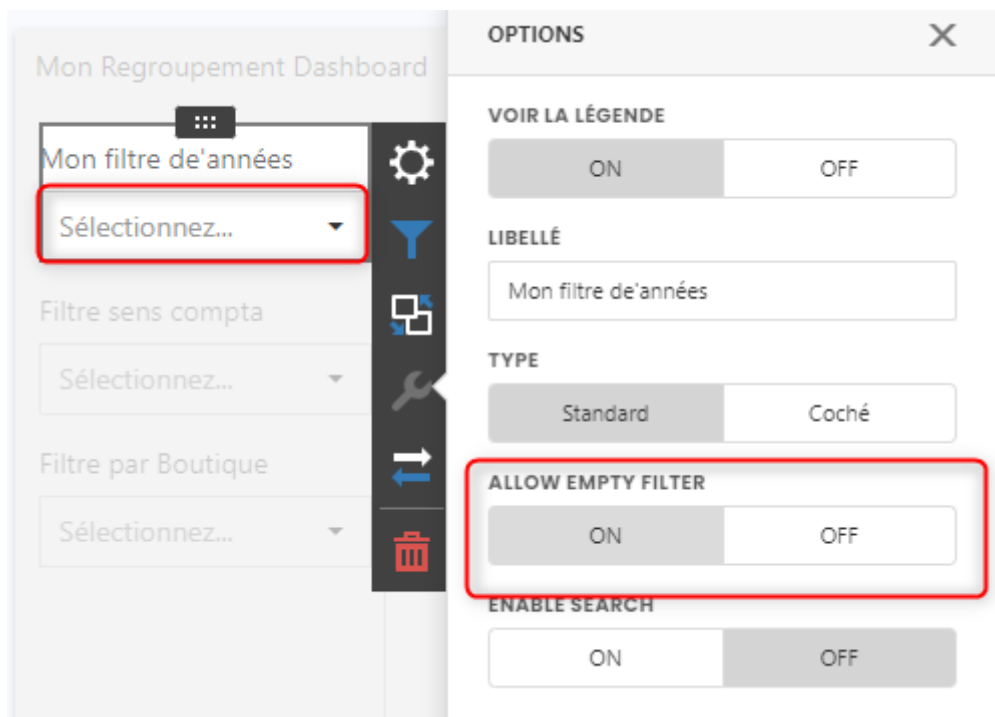 Mon Regroupement Dashboard
Mon filtre de'années
Sélectionnez...
Filtre sens compta
Sélectionnez...
Filtre par Boutique
Sélectionnez...
OPTIONS
VOIR LA LÉGENDE
ON OFF
LIBELLÉ
Mon filtre de'années
TYPE
Standard Coché
ALLOW EMPTY FILTER
ON OFF
ENABLE SEARCH
ON OFF